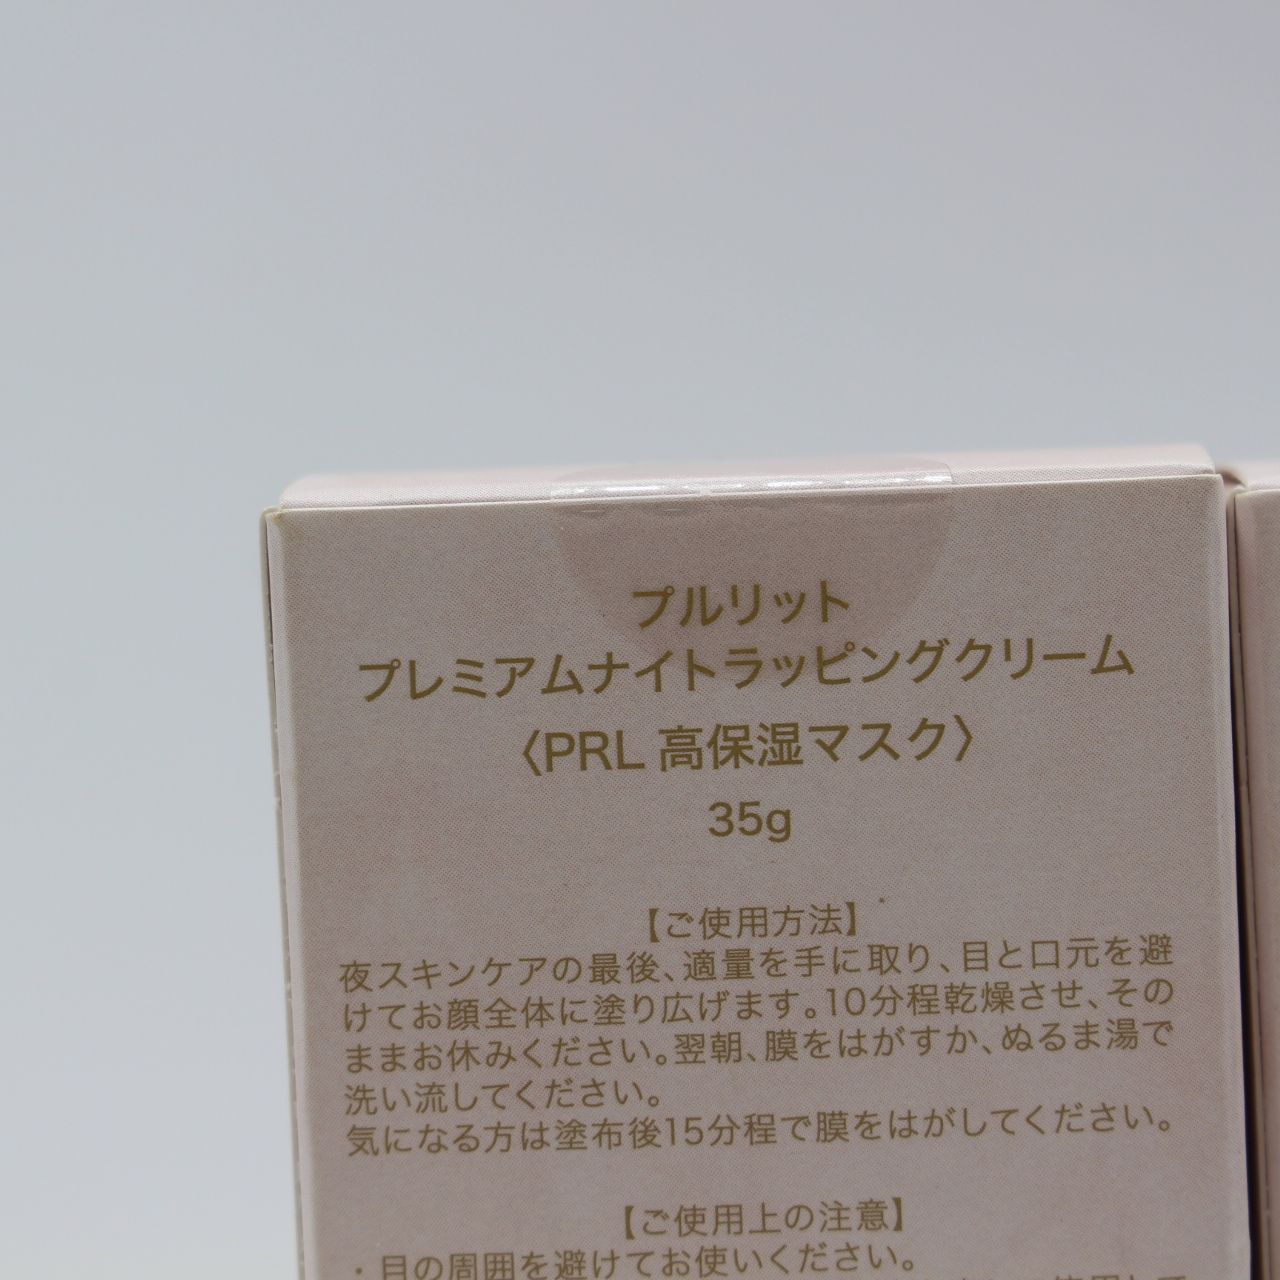 プルリット
プレミアムナイトラッピングクリーム
〈PRL 高保湿マスク〉
35g
【ご使用方法】
夜スキンケアの最後、適量を手に取り、目と口元を避
けてお顔全体に塗り広げます。10分程乾燥させ、その
ままお休みください。翌朝、膜をはがすか、ぬるま湯で
洗い流してください。
気になる方は塗布後15分程で膜をはがしてください。
【ご使用上の注意】
・目の周囲を避けてお使いください。